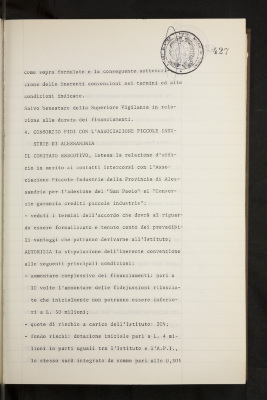 427
come sopra formulate e la conseguente sottoscri-
zione delle inerenti convenzioni nei termini ed alle
condizioni indicate.
Salvo benestare della Superiore Vigilanza in rela-
zione alla durata dei finanziamenti.
4. CONSORZIO FIDI CON L'ASSOCIAZIONE PICCOLE INDU-
STRIE DI ALESSANDRIA
IL COMITATO ESECUTIVO, intesa la relazione d'uffi-
cio in merito ai contatti intercorsi con l'Asso-
ciazione Piccole Industrie della Provincia di Ales-
sandria per l'adesione del "San Paolo" al "Consor-
zio garanzia crediti piccole industrie";
- veduti i termini dell'accordo che dovrà al riguar-
do essere formalizzato e tenuto conto dei prevedibi-
li vantaggi che potranno derivarne all'Istituto;
AUTORIZZA la stipulazione dell'inerente convenzione
alle seguenti principali condizioni:
- ammontare complessivo dei finanziamenti: pari a
30 volte l'ammontare delle fidejussioni rilascia-
te che inizialmente non potranno essere inferio-
ri a L. 50 milioni;
- quote di rischio a carico dell'Istituto: 20%;
- fondo rischi: dotazione iniziale pari a L. 4 mi-
lioni in parti uguali tra l'Istituto e l'A.P.I.,
lo stesso sarà integrato da somme pari allo 0,50%